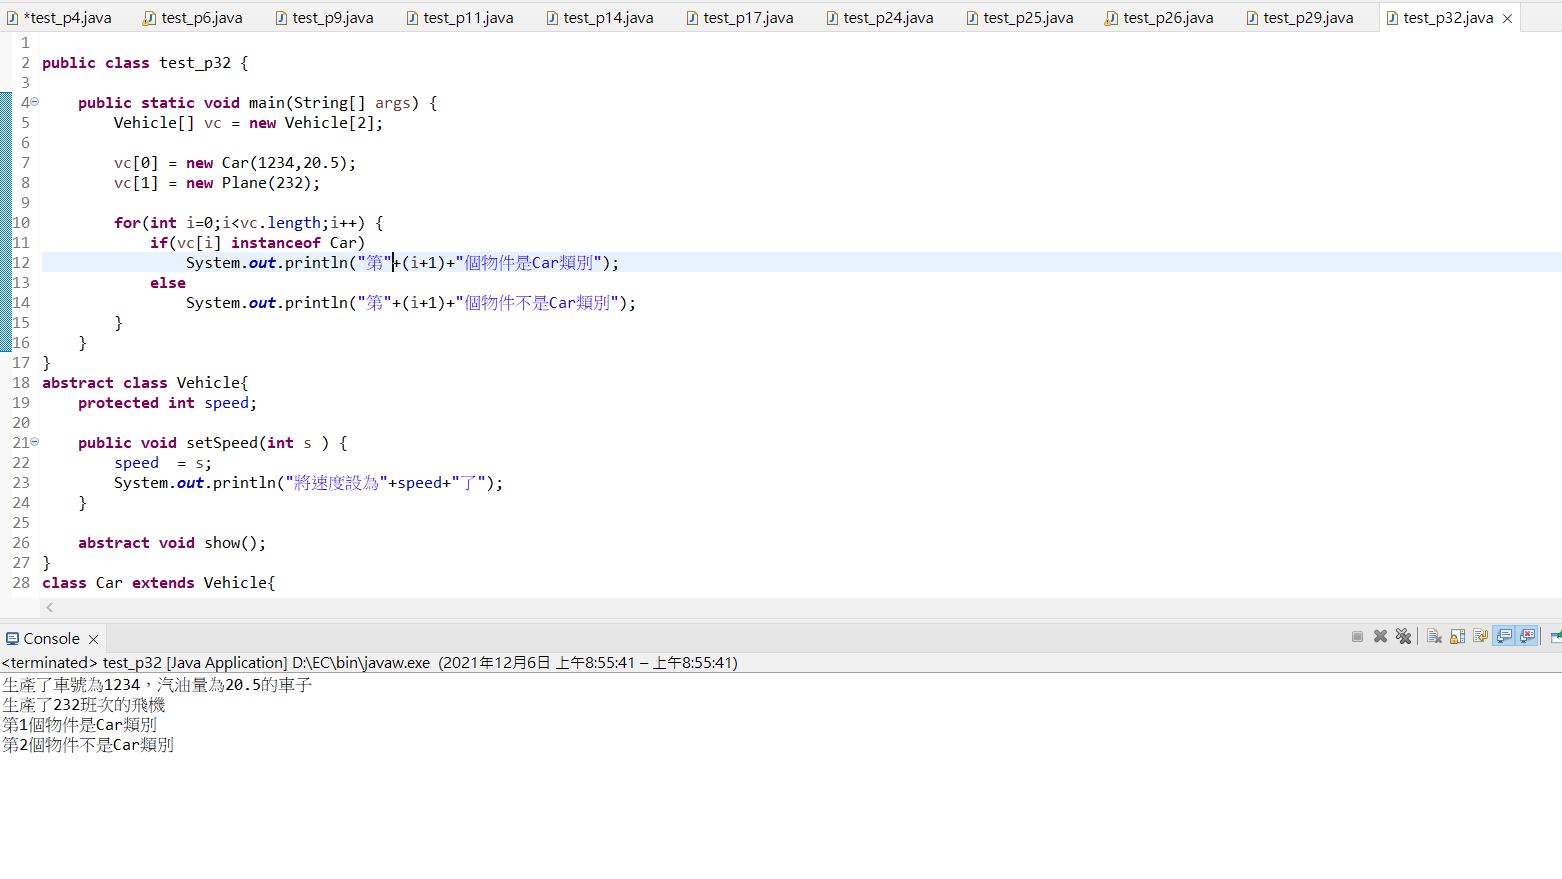 *test_p4.java test_p6.java test_p9.java test_p11.java test_p14.java test_p17.java test_p24.java test_p25.java test_p26.java test_p29.java test_p32.java
1
2 public class test_p32 {
3
4 public static void main(String[] args) {
5 Vehicle[] vc = new Vehicle[2];
6
7 vc[0] = new Car(1234,20.5);
8 vc[1] = new Plane(232);
9
10 for(int i=0;i<vc.length;i++) {
11 if(vc[i] instanceof Car)
12 System.out.println("第"+(i+1)+"個物件是Car類別");
13 else
14 System.out.println("第"+(i+1)+"個物件不是Car類別");
15 }
16 }
17 }
18 abstract class Vehicle{
19 protected int speed;
20
21 public void setSpeed(int s ) {
22 speed  = s;
23 System.out.println("將速度設為"+speed+"了");
24 }
25
26 abstract void show();
27 }
28 class Car extends Vehicle{
Console
<terminated> test_p32 [Java Application] D:\EC\bin\javaw.exe (2021年12月6日 上午8:55:41 – 上午8:55:41)
生產了車號為1234，汽油量為20.5的車子
生產了232班次的飛機
第1個物件是Car類別
第2個物件不是Car類別